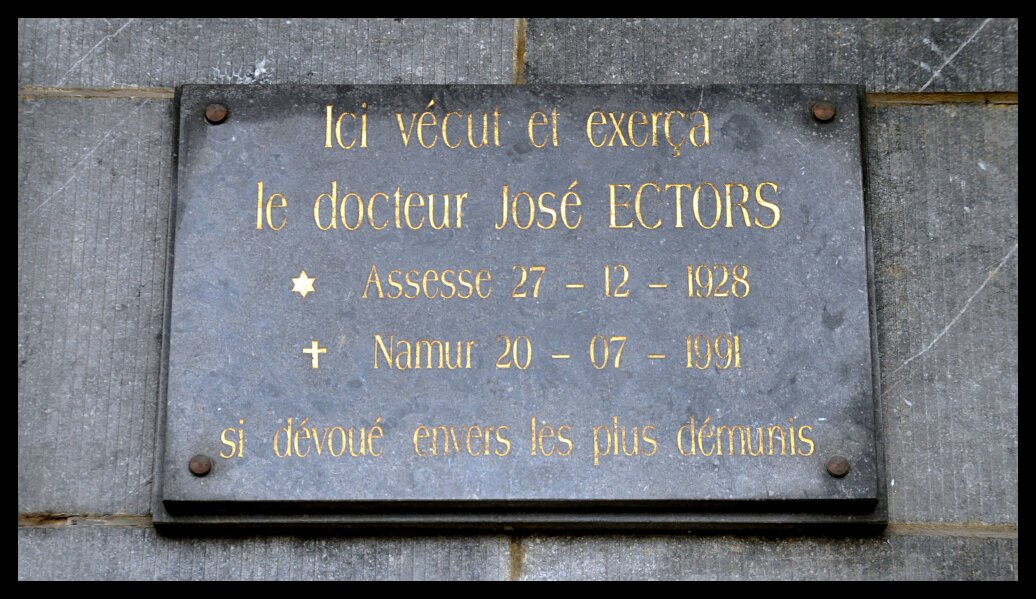 Ici vécut et exerça
le docteur José ECTORS
✶ Assesse 27 – 12 – 1928
✝ Namur 20 – 07 – 1991
si dévoué envers les plus démunis